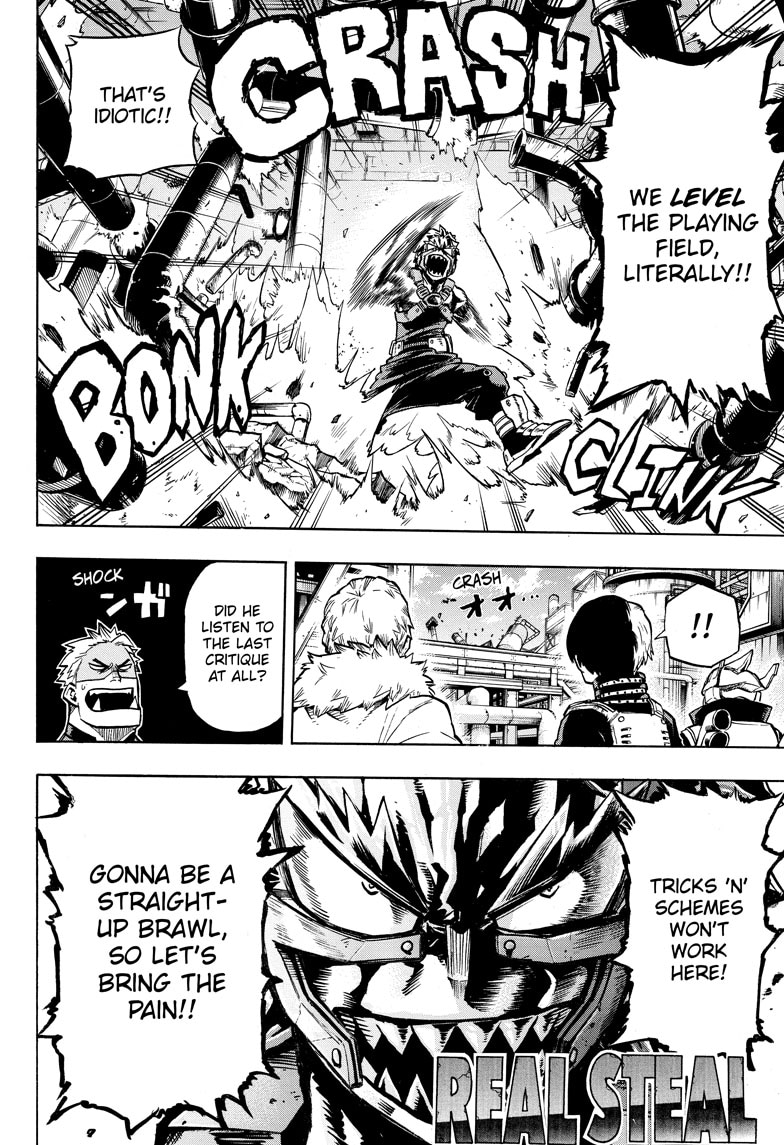 WE LEVEL
THE PLAYING
FIELD,
LITERALLY!!
CRASH
THAT'S
IDIOTIC!!
BONK
CLINK
!!
CRASH
オオ…
DID HE
LISTEN TO
THE LAST
CRITIQUE
AT ALL?
SHOCK
ンガ
TRICKS 'N'
SCHEMES
WON'T
WORK
HERE!
GONNA BE A
STRAIGHT-
UP BRAWL,
SO LET'S
BRING THE
PAIN!!
REAL STEAL